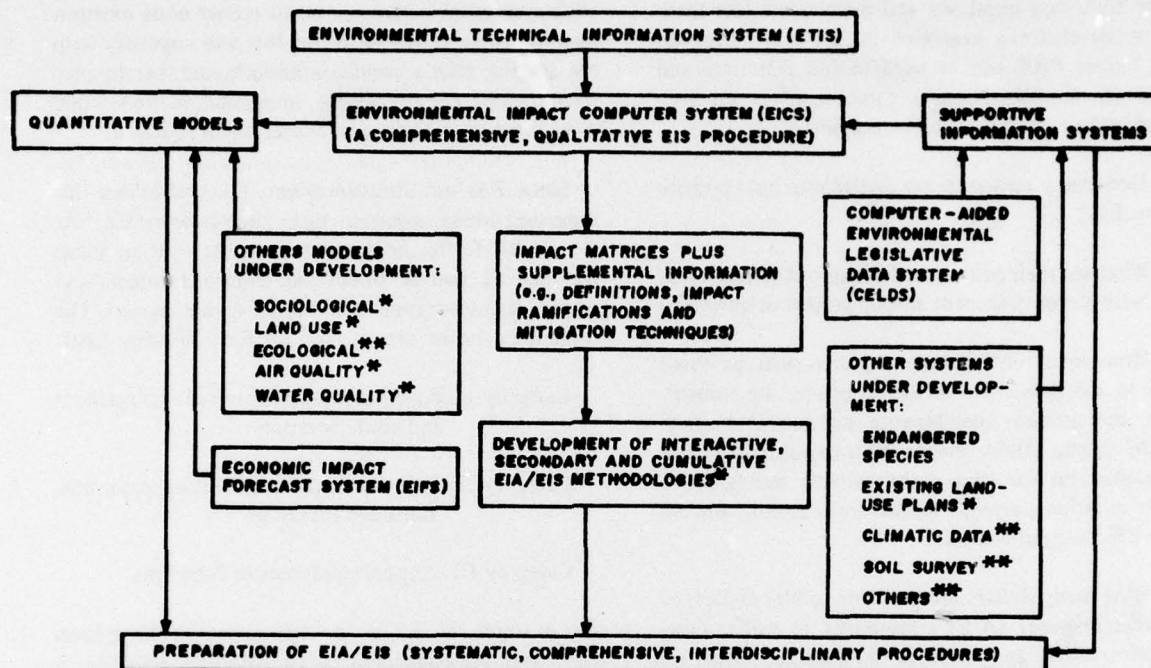 ENVIRONMENTAL TECHNICAL INFORMATION SYSTEM (ETIS)
QUANTITATIVE MODELS
ENVIRONMENTAL IMPACT COMPUTER SYSTEM (EICS)
(A COMPREHENSIVE, QUALITATIVE EIS PROCEDURE)
SUPPORTIVE
INFORMATION SYSTEMS
OTHERS MODELS
UNDER DEVELOPMENT:
SOCIOLOGICAL*
LAND USE*
ECOLOGICAL**
AIR QUALITY*
WATER QUALITY*
IMPACT MATRICES PLUS
SUPPLEMENTAL INFORMATION
(e.g., DEFINITIONS, IMPACT
RAMIFICATIONS AND
MITIGATION TECHNIQUES)
COMPUTER-AIDED
ENVIRONMENTAL
LEGISLATIVE
DATA SYSTEM
(CELDS)
ECONOMIC IMPACT
FORECAST SYSTEM (EIFS)
DEVELOPMENT OF INTERACTIVE,
SECONDARY AND CUMULATIVE
EIA/EIS METHODOLOGIES*
OTHER SYSTEMS
UNDER DEVELOP-
MENT:
ENDANGERED
SPECIES
EXISTING LAND-
USE PLANS*
CLIMATIC DATA**
SOIL SURVEY**
OTHERS**
PREPARATION OF EIA/EIS (SYSTEMATIC, COMPREHENSIVE, INTERDISCIPLINARY PROCEDURES)